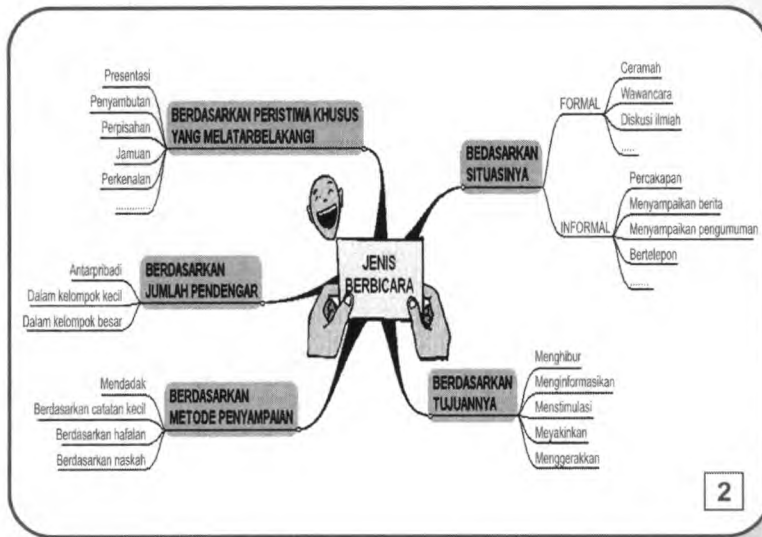 JENIS
BERBICARA
BERDASARKAN PERISTIWA KHUSUS
YANG MELATARBELAKANGI
Presentasi
Penyambutan
Perpisahan
Jamuan
Perkenalan
............
BERDASARKAN
JUMLAH PENDENGAR
Antarpribadi
Dalam kelompok kecil
Dalam kelompok besar
BERDASARKAN
METODE PENYAMPAIAN
Mendadak
Berdasarkan catatan kecil
Berdasarkan hafalan
Berdasarkan naskah
BEDASARKAN
SITUASINYA
FORMAL
Ceramah
Wawancara
Diskusi ilmiah
.....
INFORMAL
Percakapan
Menyampaikan berita
Menyampaikan pengumuman
Bertelepon
.......
BERDASARKAN
TUJUANNYA
Menghibur
Menginformasikan
Menstimulasi
Meyakinkan
Menggerakkan
2